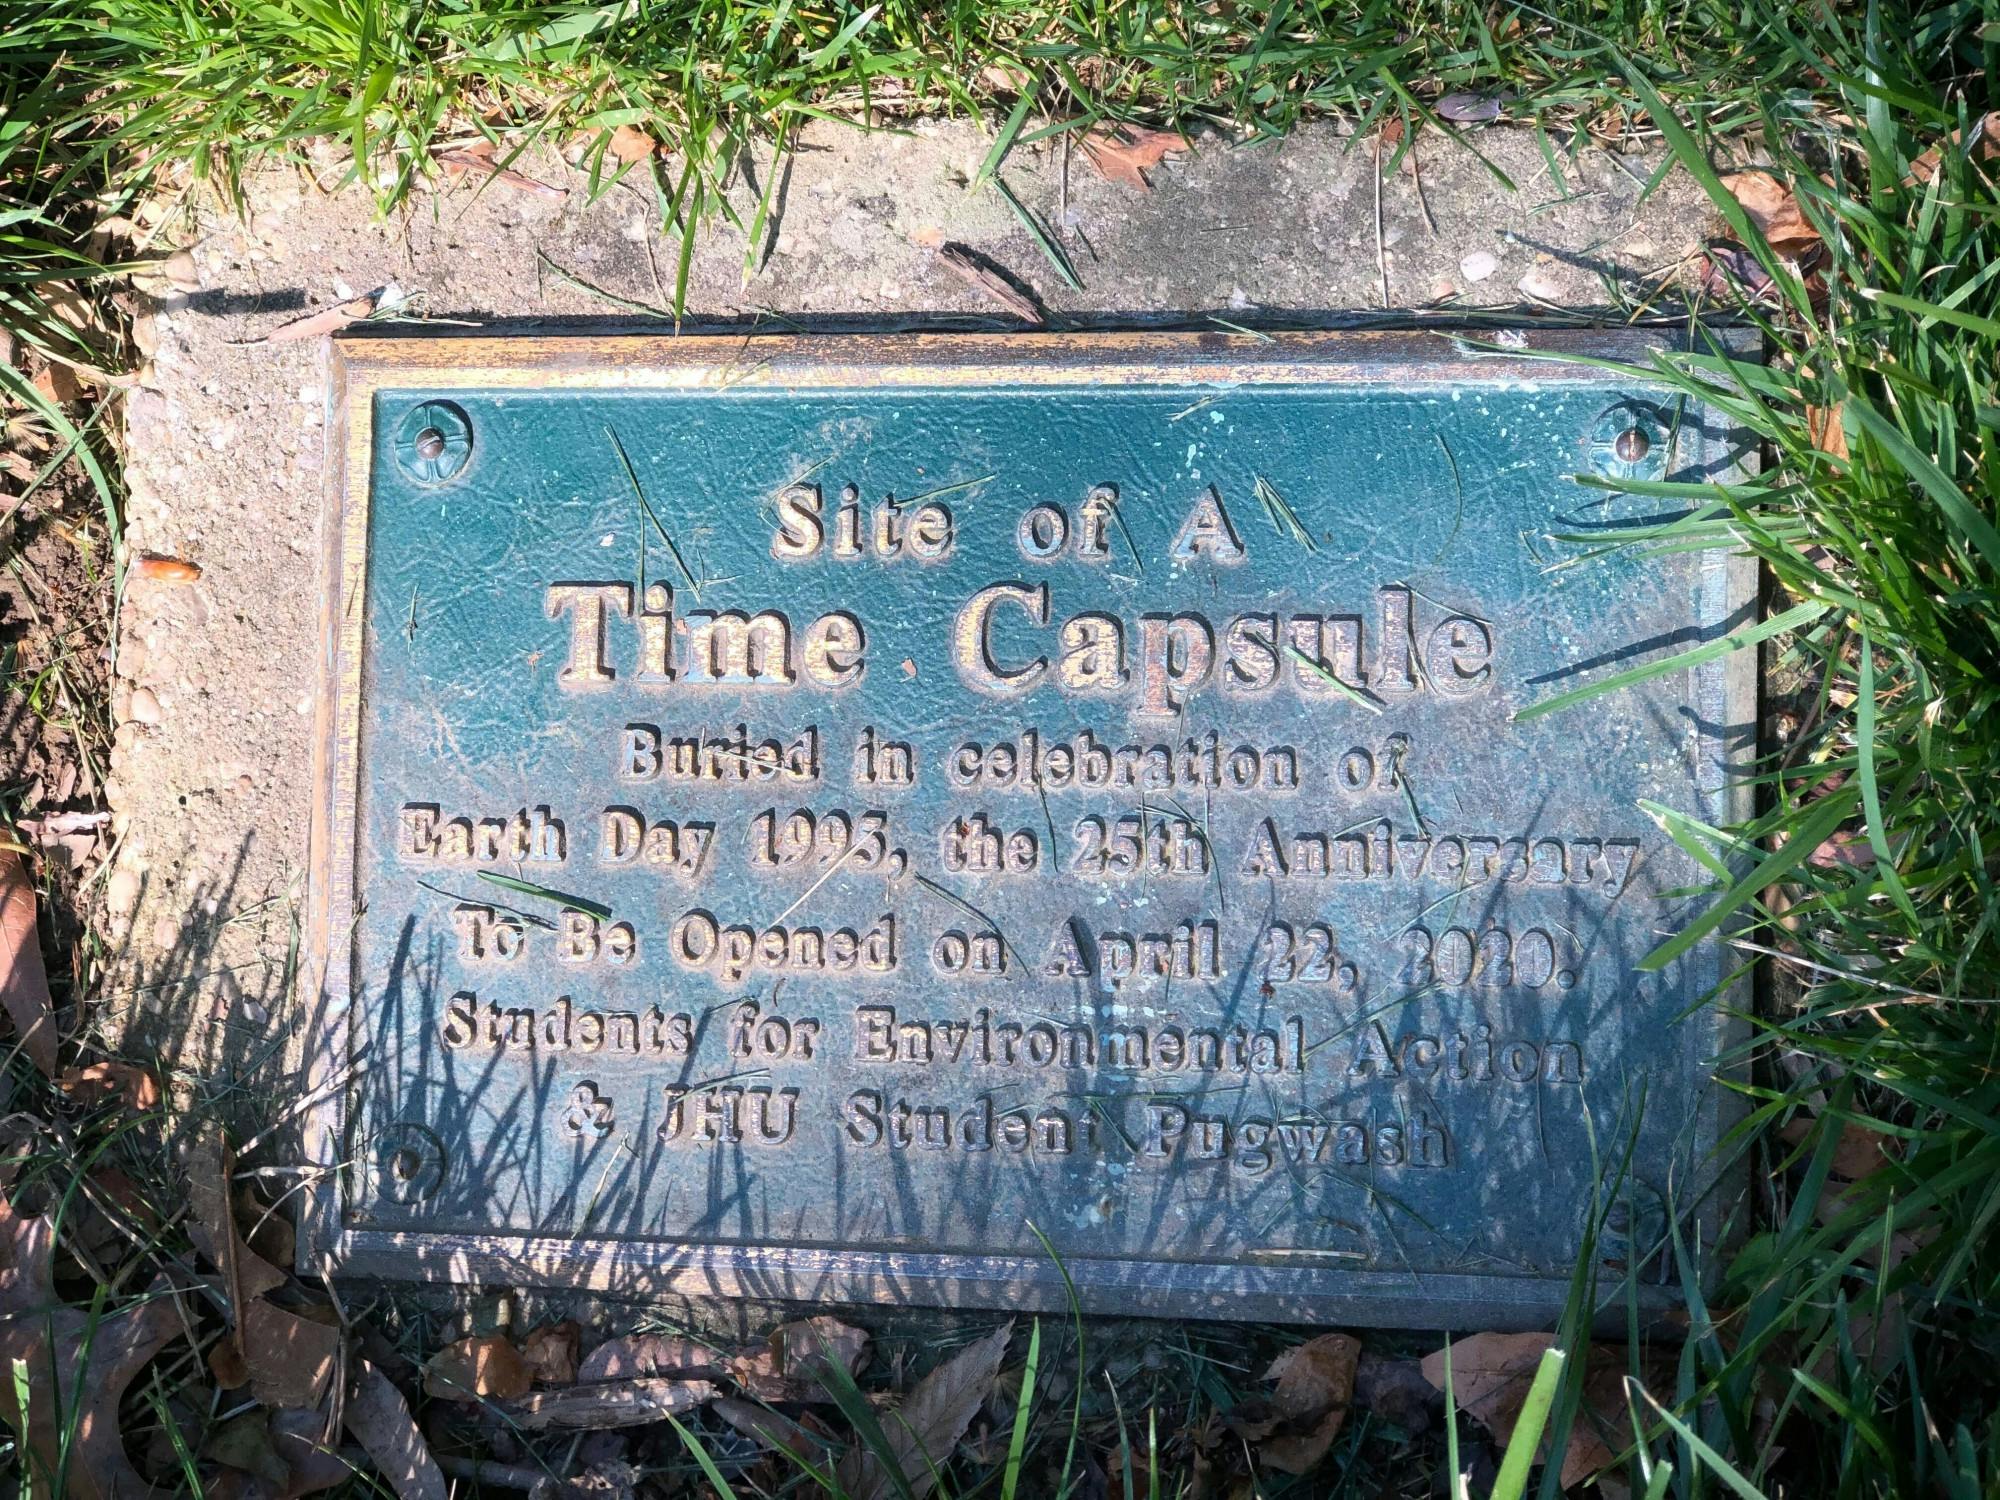 Site of A
Time Capsule
Buried in celebration of
Earth Day 1995, the 25th Anniversary
To Be Opened on April 22, 2020.
Students for Environmental Action
& JHU Student Pugwash